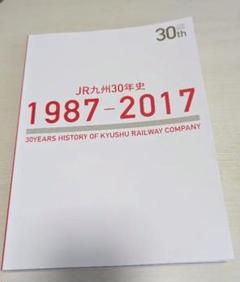 30th
JR九州30年史
1987-2017
30YEARS HISTORY OF KYUSHU RAILWAY COMPANY